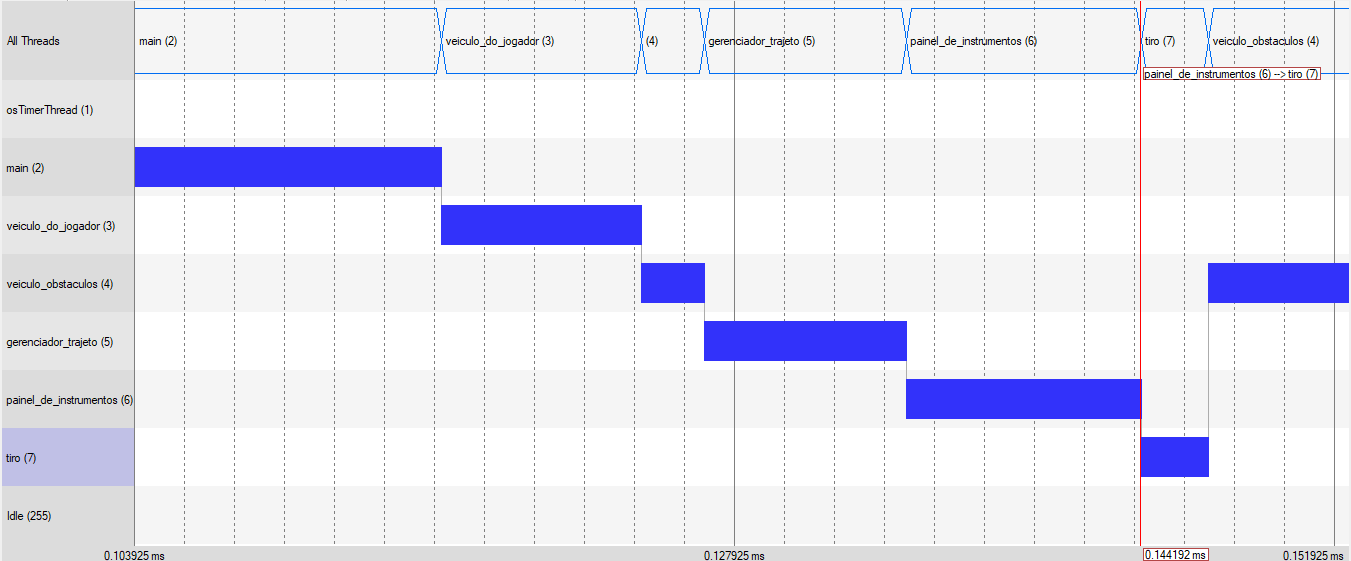 All Threads
main (2)
veiculo_do_jogador (3)
(4)
gerenciador_trajeto (5)
painel_de_instrumentos (6)
tiro (7)
veiculo_obstaculos (4)
painel_de_instrumentos (6) --> tiro (7)
osTimerThread (1)
main (2)
veiculo_do_jogador (3)
veiculo_obstaculos (4)
gerenciador_trajeto (5)
painel_de_instrumentos (6)
tiro (7)
Idle (255)
0.103925 ms
0.127925 ms
0.144192 ms
0.151925 ms